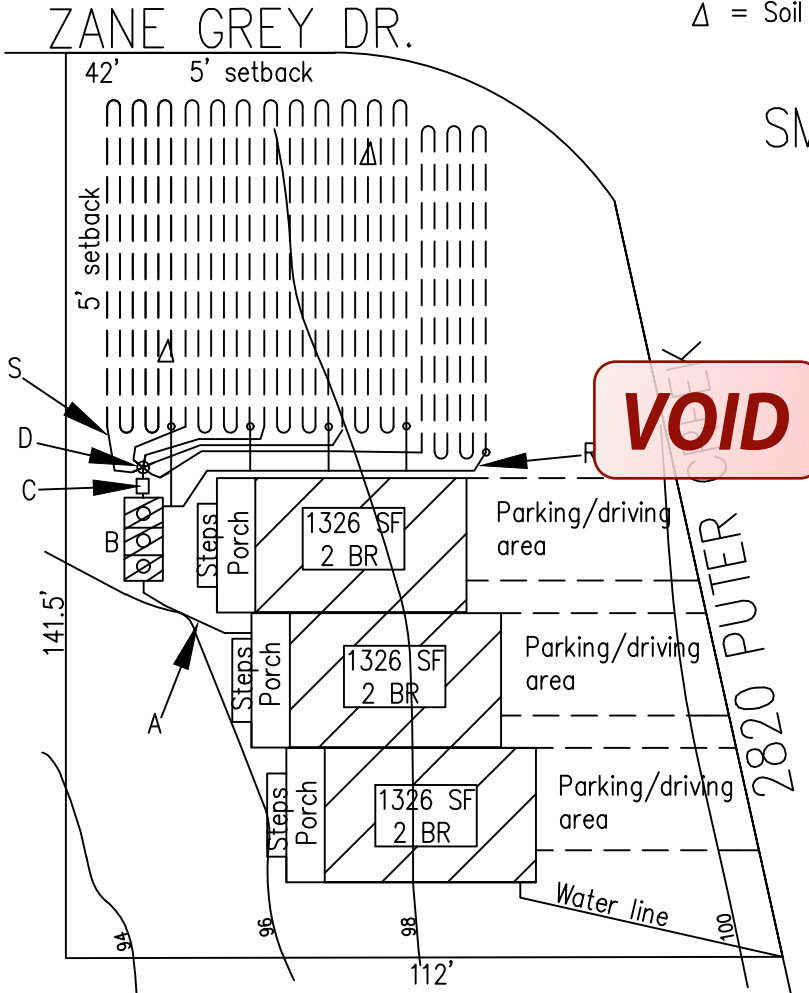 Δ = Soil
ZANE GREY DR.
42' 5' setback
SM
5' setback
S
D
R
C
VOID
CREEK
B
Steps
Porch
1326 SF
2 BR
Parking/driving
area
141.5'
2820 PUTER
A
Steps
Porch
1326 SF
2 BR
Parking/driving
area
Steps
Porch
1326 SF
2 BR
Parking/driving
area
Water line
94
96
98
100
112'